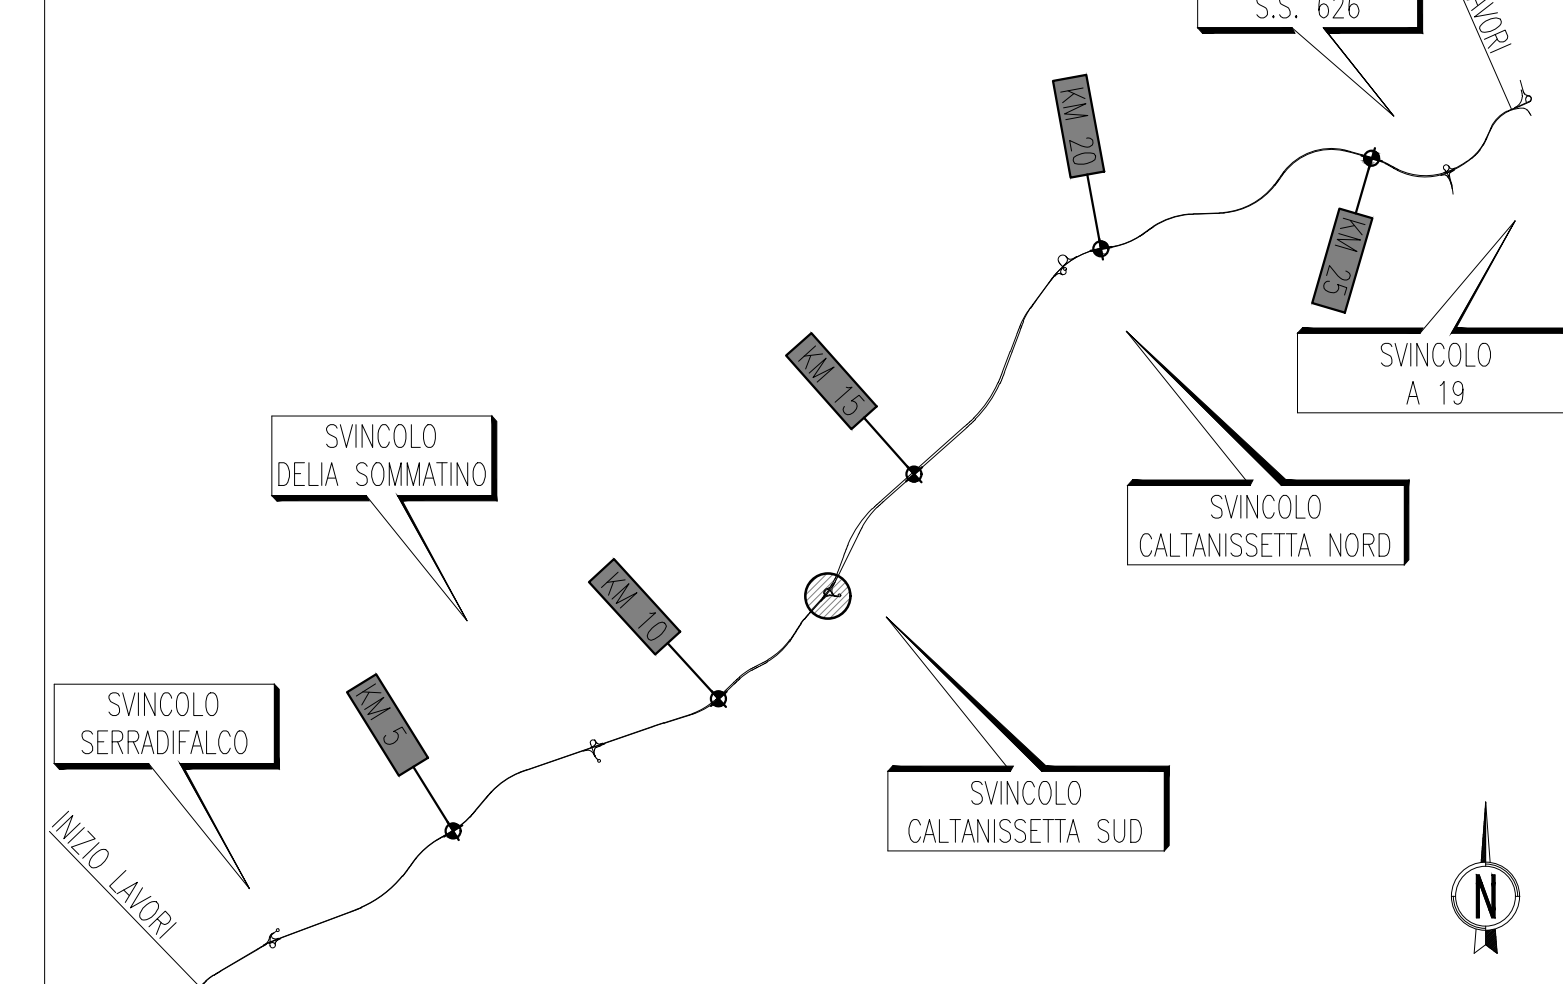 S.S. 626
KM 20
KM 25
SVINCOLO
A 19
KM 15
SVINCOLO
DELIA SOMMATINO
SVINCOLO
CALTANISSETTA NORD
KM 10
KM 5
SVINCOLO
SERRADIFALCO
SVINCOLO
CALTANISSETTA SUD
INIZIO LAVORI
N